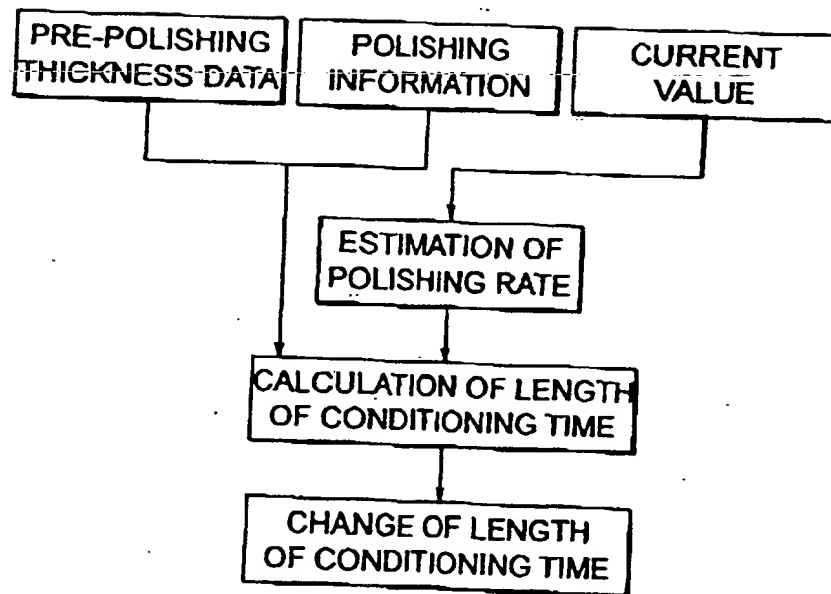 PRE-POLISHING
THICKNESS DATA
POLISHING
INFORMATION
CURRENT
VALUE
ESTIMATION OF
POLISHING RATE
CALCULATION OF LENGTH
OF CONDITIONING TIME
CHANGE OF LENGTH
OF CONDITIONING TIME